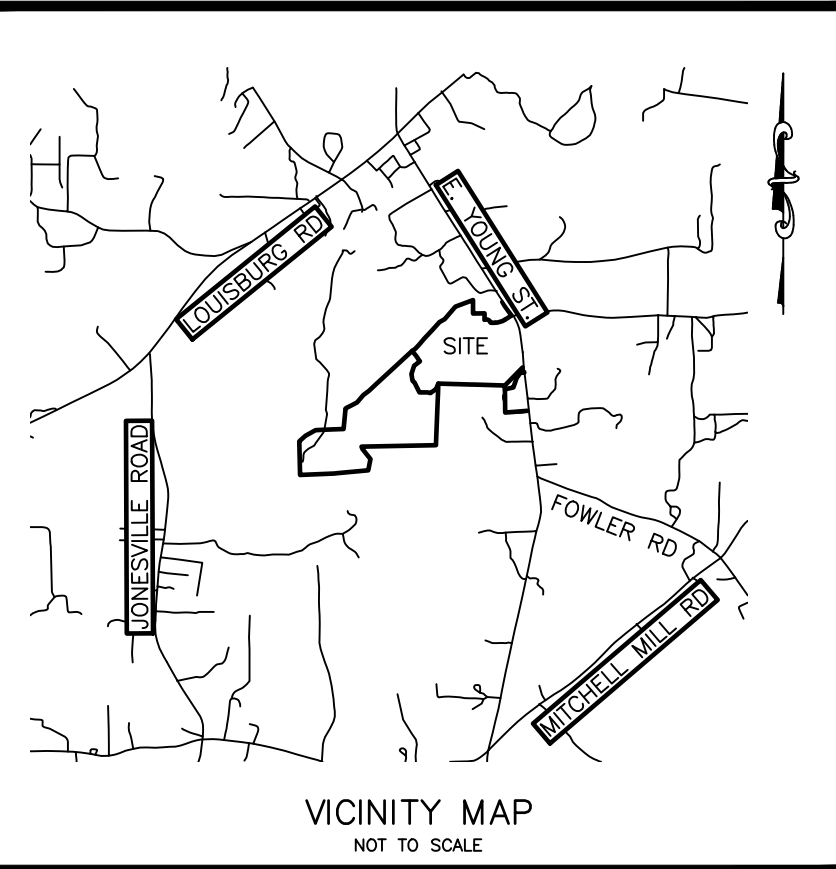 E. YOUNG ST.
LOUISBURG RD
SITE
JONESVILLE ROAD
FOWLER RD
MITCHELL MILL RD
VICINITY MAP
NOT TO SCALE